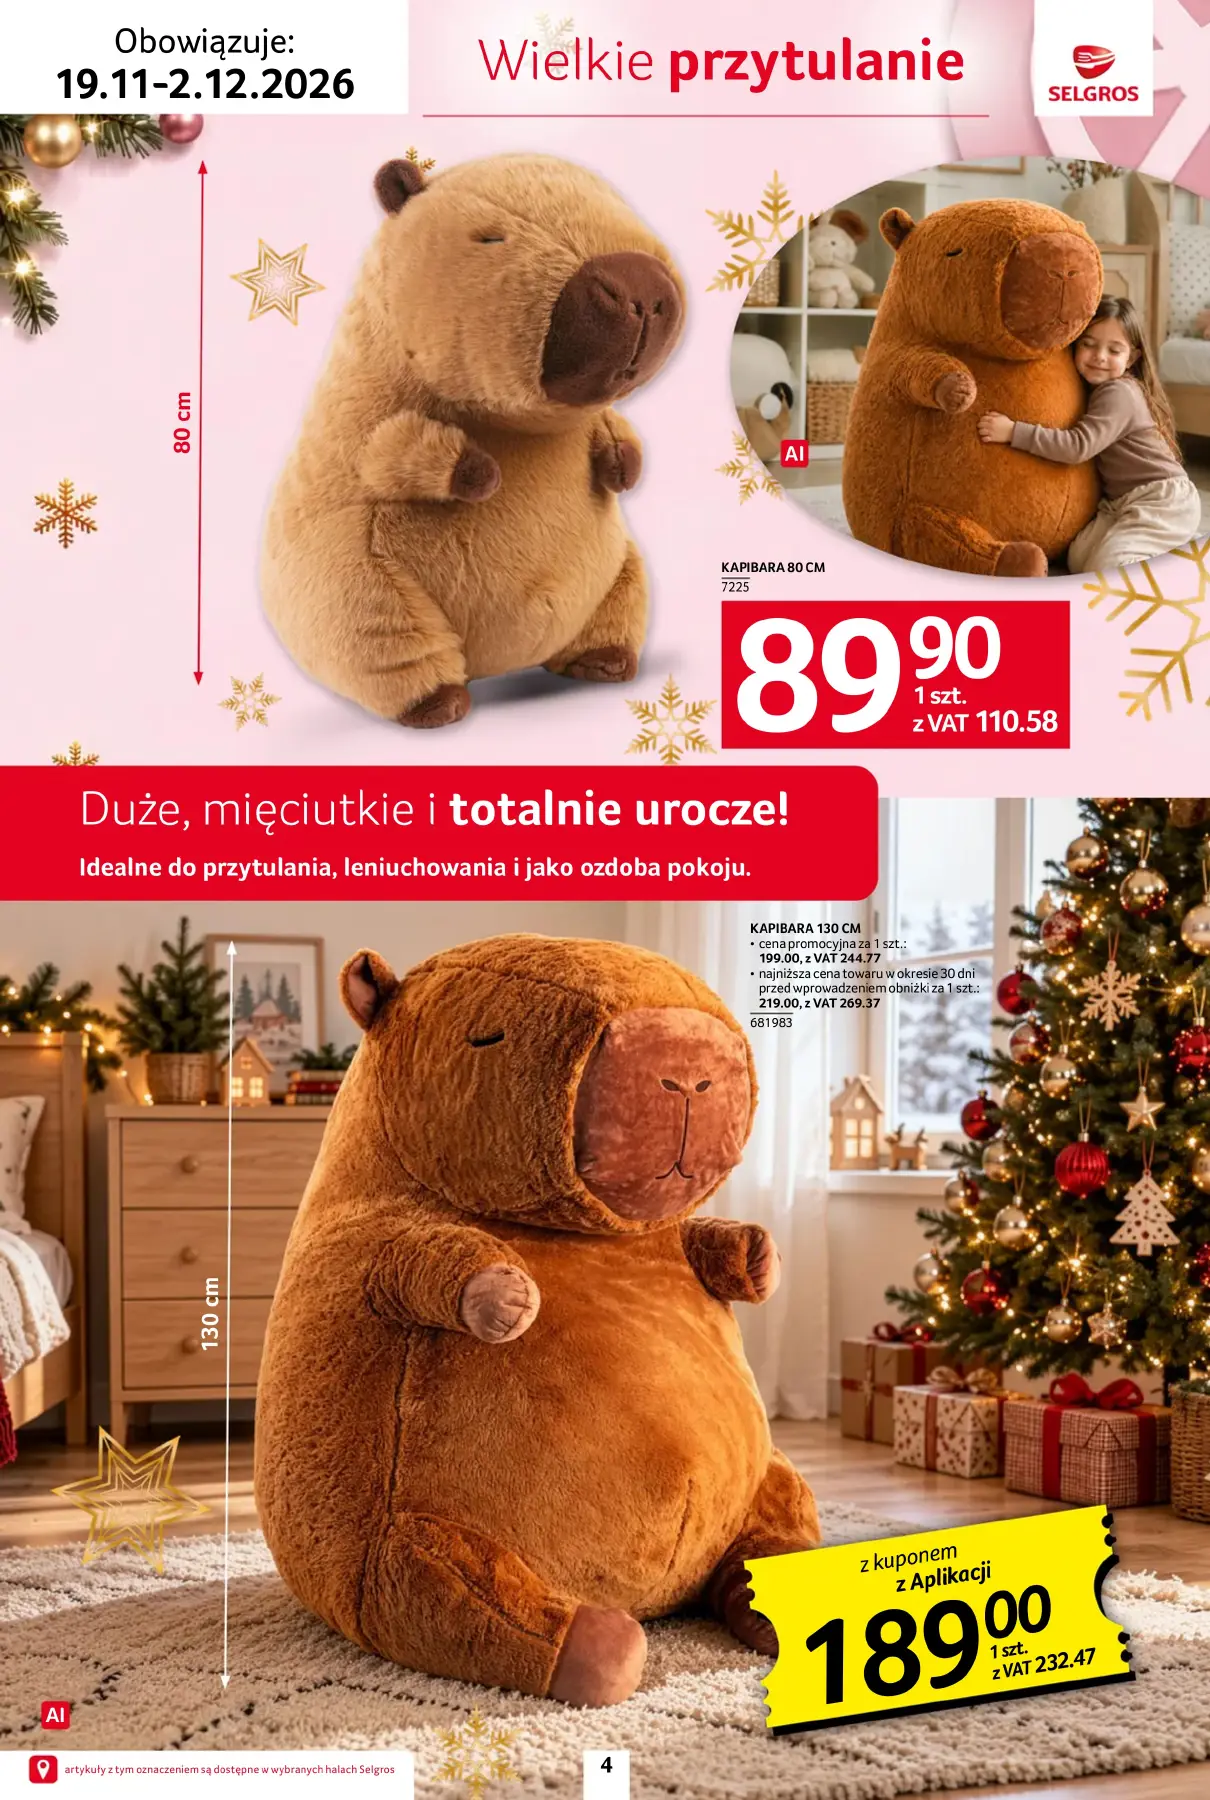 Obowiązuje:
19.11-2.12.2026
Wielkie przytulanie
SELGROS
80 cm
AI
KAPIBARA 80 CM
7225
89 90
1 szt.
z VAT 110.58
Duże, mięciutkie i totalnie urocze!
Idealne do przytulania, leniuchowania i jako ozdoba pokoju.
KAPIBARA 130 CM
• cena promocyjna za 1 szt.:
199.00, z VAT 244.77
• najniższa cena towaru w okresie 30 dni
przed wprowadzeniem obniżki za 1 szt.:
219.00, z VAT 269.37
681983
130 cm
z kuponem
z Aplikacji
189 00
1 szt.
z VAT 232.47
AI
artykuły z tym oznaczeniem są dostępne w wybranych halach Selgros
4